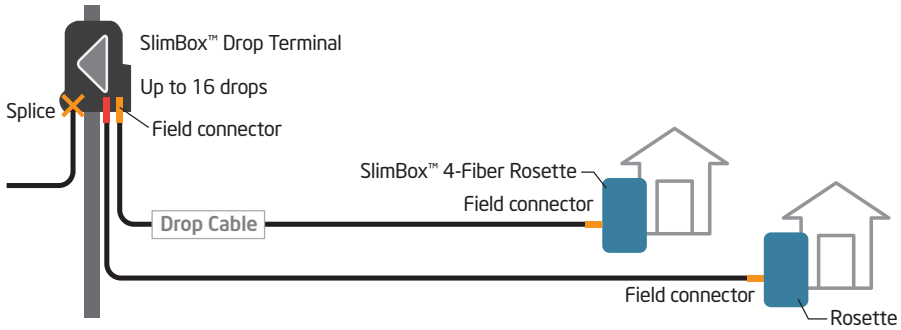 SlimBox™ Drop Terminal
Up to 16 drops
Splice
Field connector
SlimBox™ 4-Fiber Rosette
Field connector
Drop Cable
Field connector
Rosette